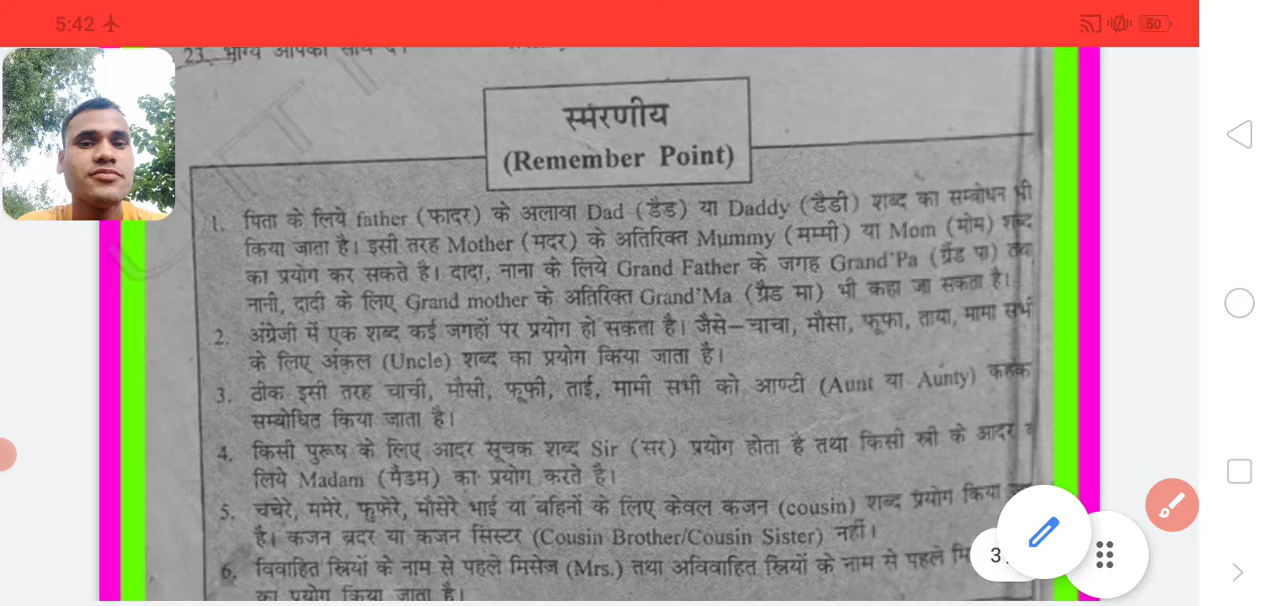 5:42
50
23. भाग्य आपका साथ दे।
स्मरणीय
(Remember Point)
1. पिता के लिये father (फादर) के अलावा Dad (डैड) या Daddy (डैडी) शब्द का सम्बोधन भी
किया जाता है। इसी तरह Mother (मदर) के अतिरिक्त Mummy (मम्मी) या Mom (मोम) शब्द
का प्रयोग कर सकते है। दादा, नाना के लिये Grand Father के जगह Grand'Pa (ग्रैंड पा) तथा
नानी, दादी के लिए Grand mother के अतिरिक्त Grand'Ma (ग्रैड मा) भी कहा जा सकता है।
2. अंग्रेजी में एक शब्द कई जगहों पर प्रयोग हो सकता है। जैसे–चाचा, मौसा, फूफा, ताया, मामा सभी
के लिए अंकल (Uncle) शब्द का प्रयोग किया जाता है।
3. ठीक इसी तरह चाची, मौसी, फूफी, ताई, मामी सभी को आण्टी (Aunt या Aunty)
सम्बोधित किया जाता है।
4. किसी पुरूष के लिए आदर सूचक शब्द Sir (सर) प्रयोग होता है तथा किसी स्त्री के आदर
लिये Madam (मैडम) का प्रयोग करते है।
5. चचेरे, ममेरे, फुफेरे, मौसेरे भाई या बहिनों के लिए केवल कजन (cousin) शब्द प्रयोग किया
है। कजन ब्रदर या कजन सिस्टर (Cousin Brother/Cousin Sister) नहीं।
6. विवाहित स्त्रियों के नाम से पहले मिसेज (Mrs.) तथा अविवाहित स्त्रियों के नाम से पहले
का प्रयोग किया जाता है।
3